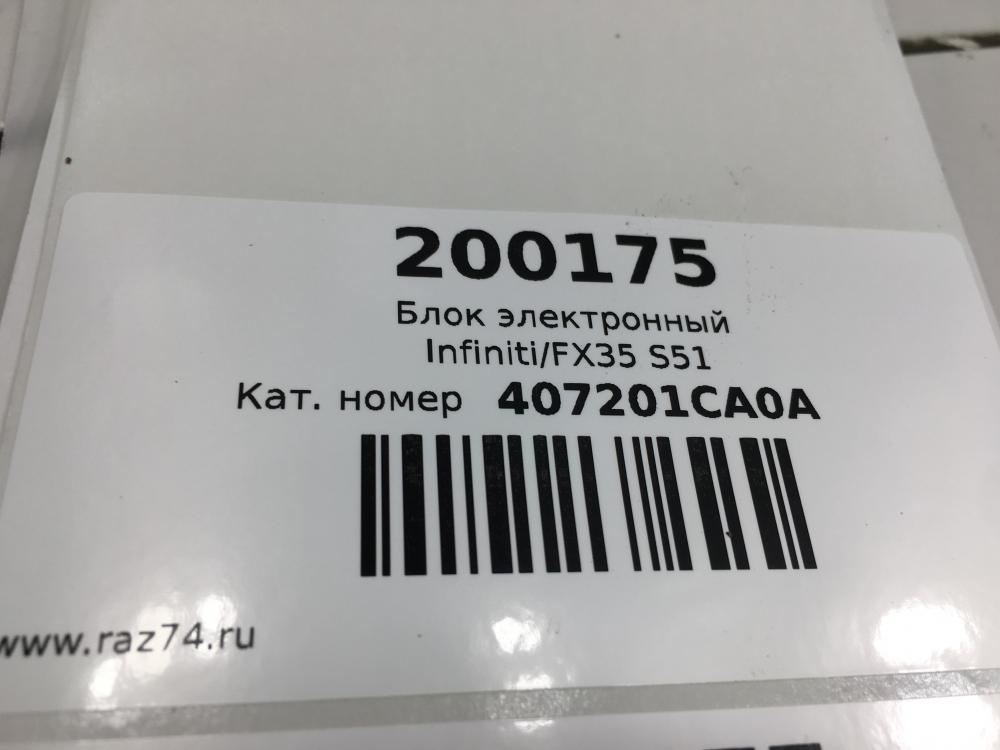 200175
Блок электронный
Infiniti/FX35 S51
Кат. номер 407201CA0A
www.raz74.ru